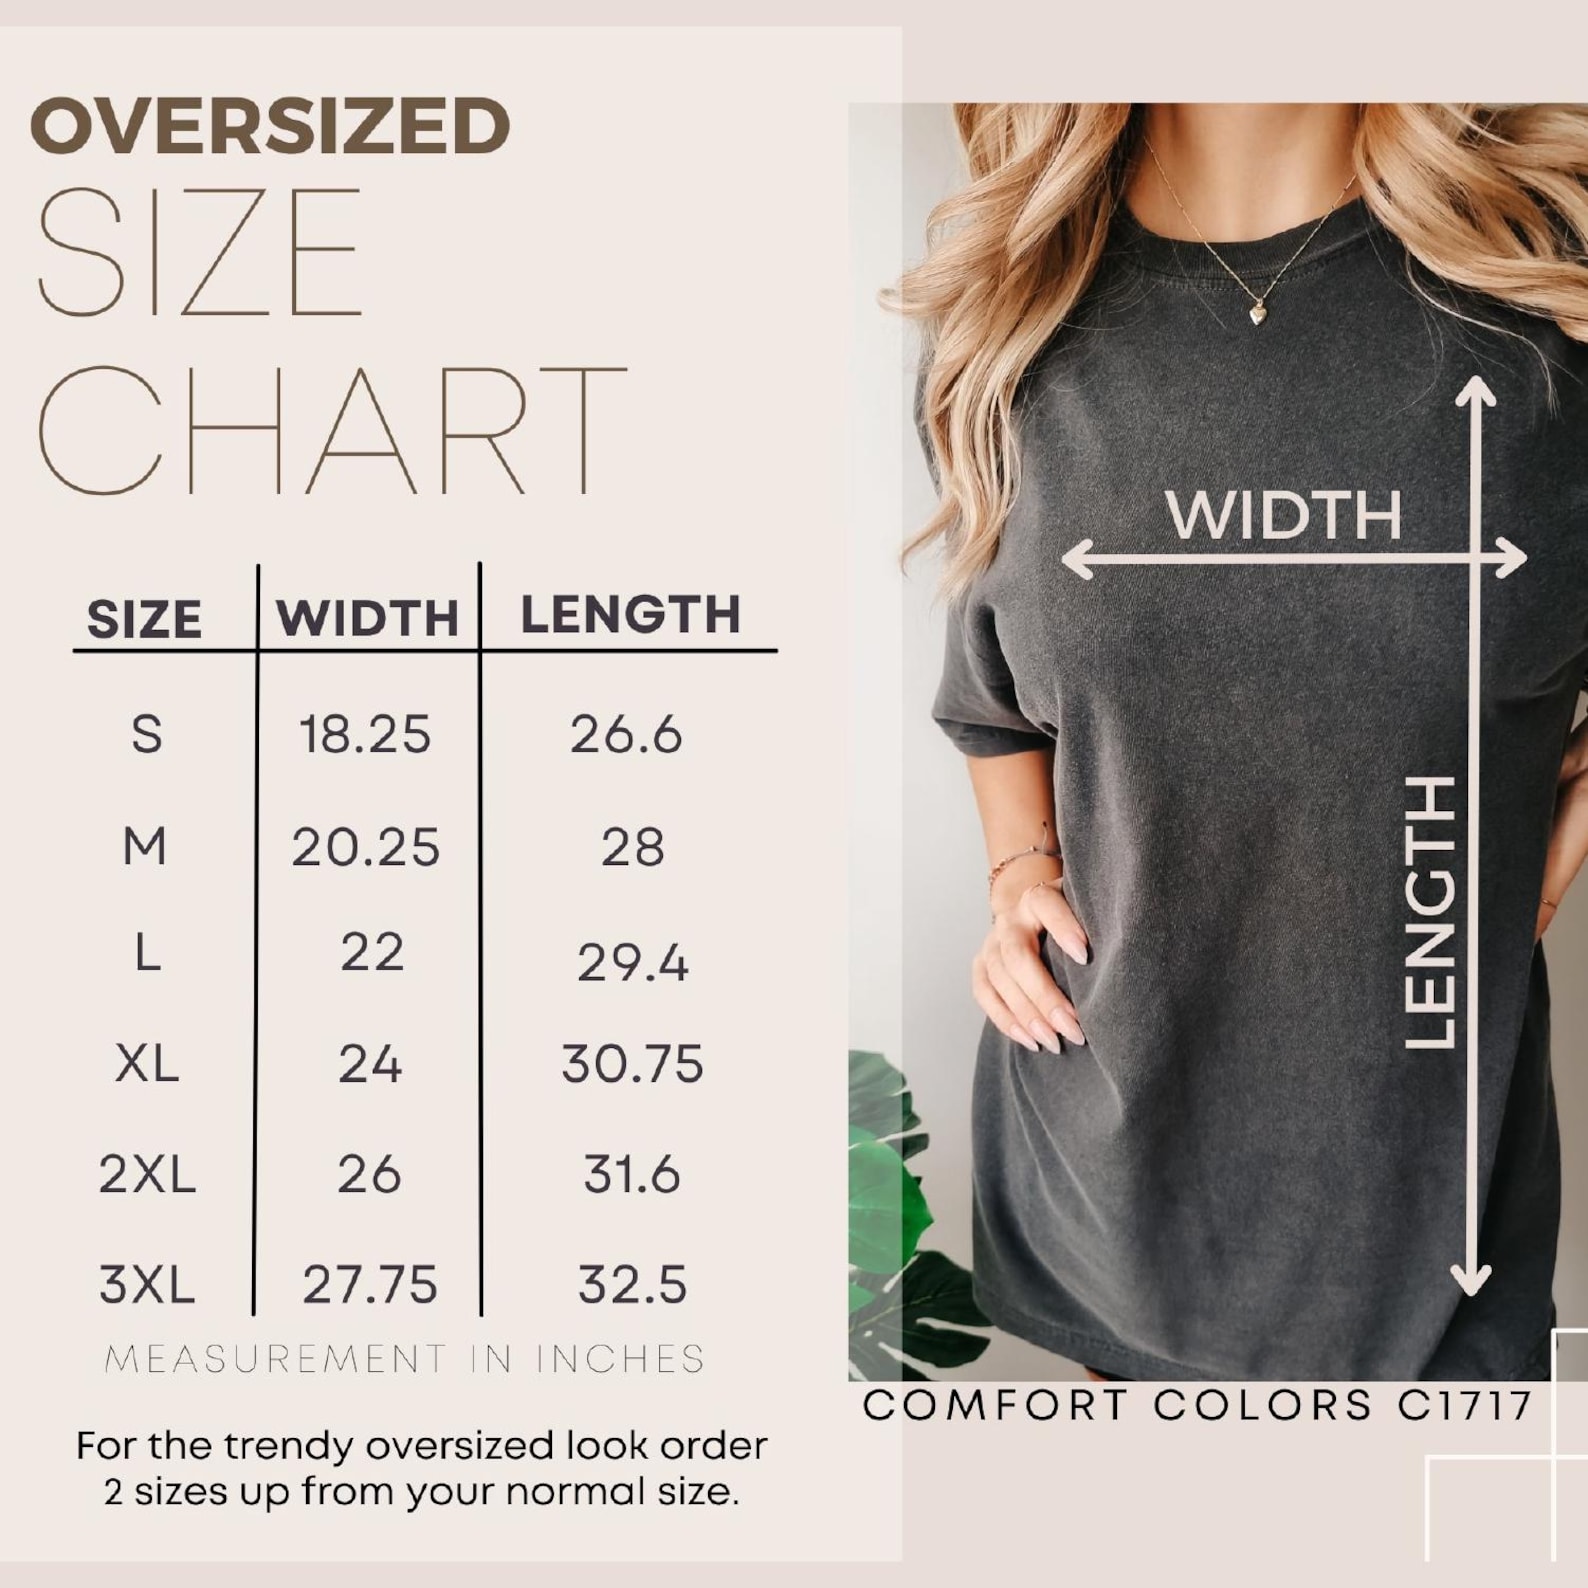 OVERSIZED
SIZE
CHART
SIZE WIDTH LENGTH
S 18.25 26.6
M 20.25 28
L 22 29.4
XL 24 30.75
2XL 26 31.6
3XL 27.75 32.5
MEASUREMENT IN INCHES
For the trendy oversized look order
2 sizes up from your normal size.
WIDTH
LENGTH
COMFORT COLORS C1717